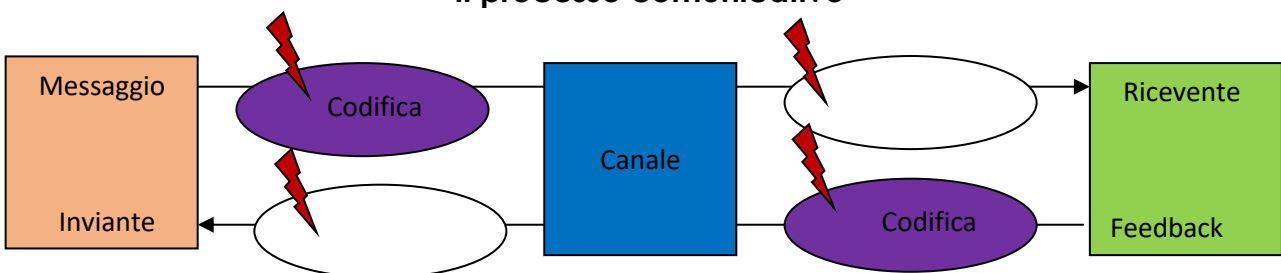 Il processo Comunicativo
Messaggio
Codifica
Ricevente
Canale
Inviante
Codifica
Feedback